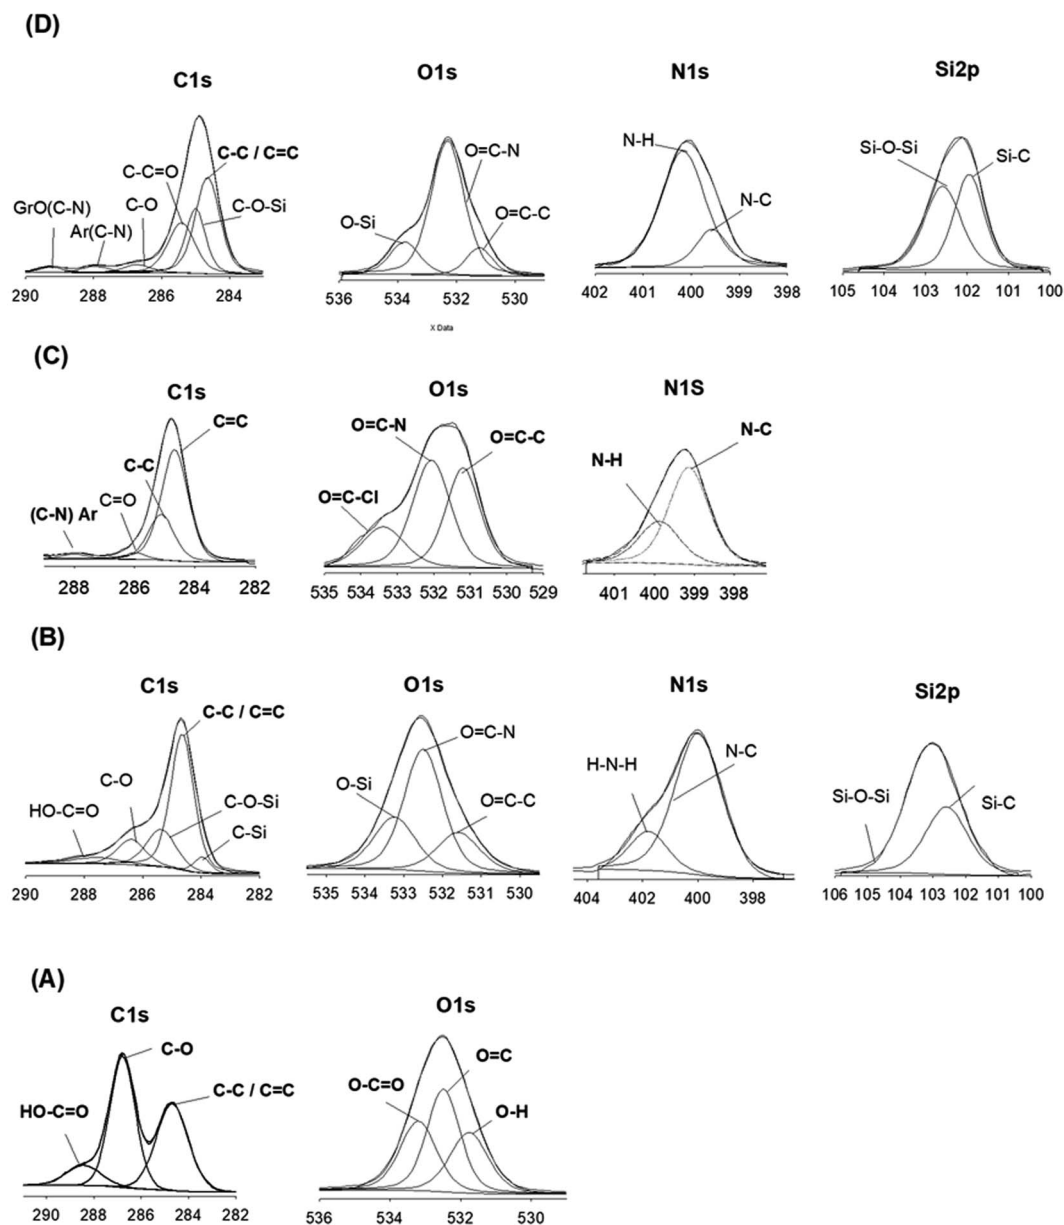 (D)
C1s
O1s
N1s
Si2p
C-C / C=C
C-C=O
GrO(C-N)
C-O
C-O-Si
Ar(C-N)
290 288 286 284
O=C-N
O-Si
O=C-C
536 534 532 530
X Data
N-H
N-C
402 401 400 399 398
Si-O-Si
Si-C
105 104 103 102 101 100
(C)
C1s
O1s
N1S
C=C
C-C
C=O
(C-N) Ar
288 286 284 282
O=C-N
O=C-C
O=C-Cl
535 534 533 532 531 530 529
N-C
N-H
401 400 399 398
(B)
C1s
O1s
N1s
Si2p
C-C / C=C
C-O
HO-C=O
C-O-Si
C-Si
290 288 286 284 282
O=C-N
O-Si
O=C-C
535 534 533 532 531 530
H-N-H
N-C
404 402 400 398
Si-O-Si
Si-C
106 105 104 103 102 101 100
(A)
C1s
O1s
C-O
C-C / C=C
HO-C=O
290 288 286 284 282
O=C
O-C=O
O-H
536 534 532 530